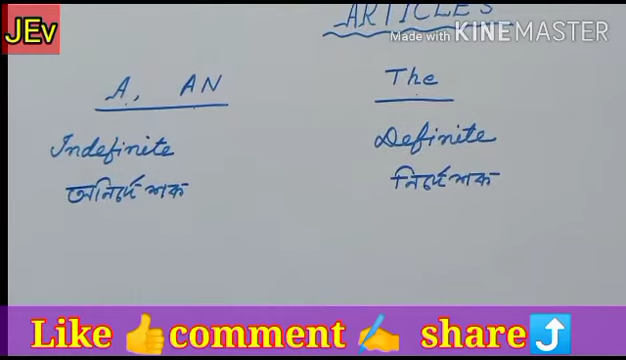 JEv
ARTICLES
Made with KINEMASTER
A, AN
Indefinite
অনির্দেশক
The
Definite
নির্দেশক
Like 👍comment ✍️ share⤴️